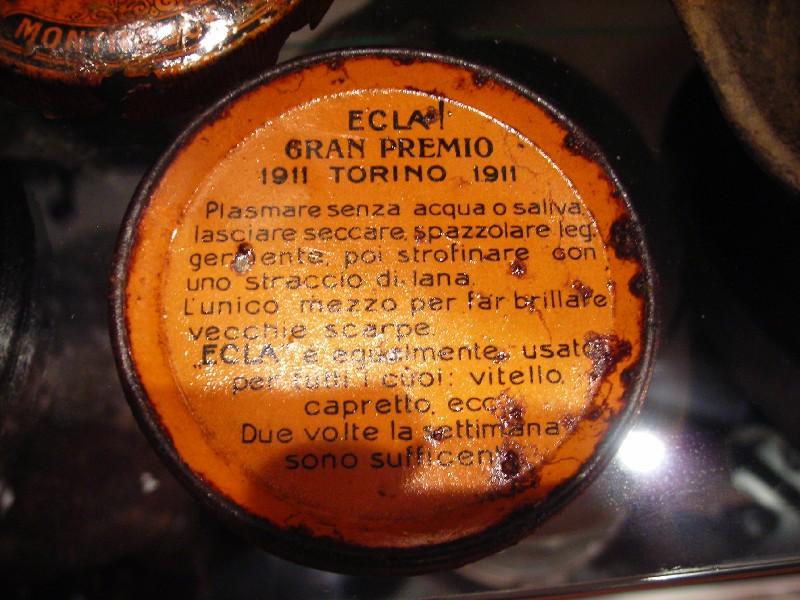 MONTR
ECLA
GRAN PREMIO
1911 TORINO 1911
Plasmare senza acqua o saliva,
lasciare seccare, spazzolare leg-
germente, poi strofinare con
uno straccio di lana.
L'unico mezzo per far brillare
vecchie scarpe.
"ECLA" è egualmente usato
per tutti i cuoi: vitello,
capretto, ecc.
Due volte la settimana
sono sufficenti